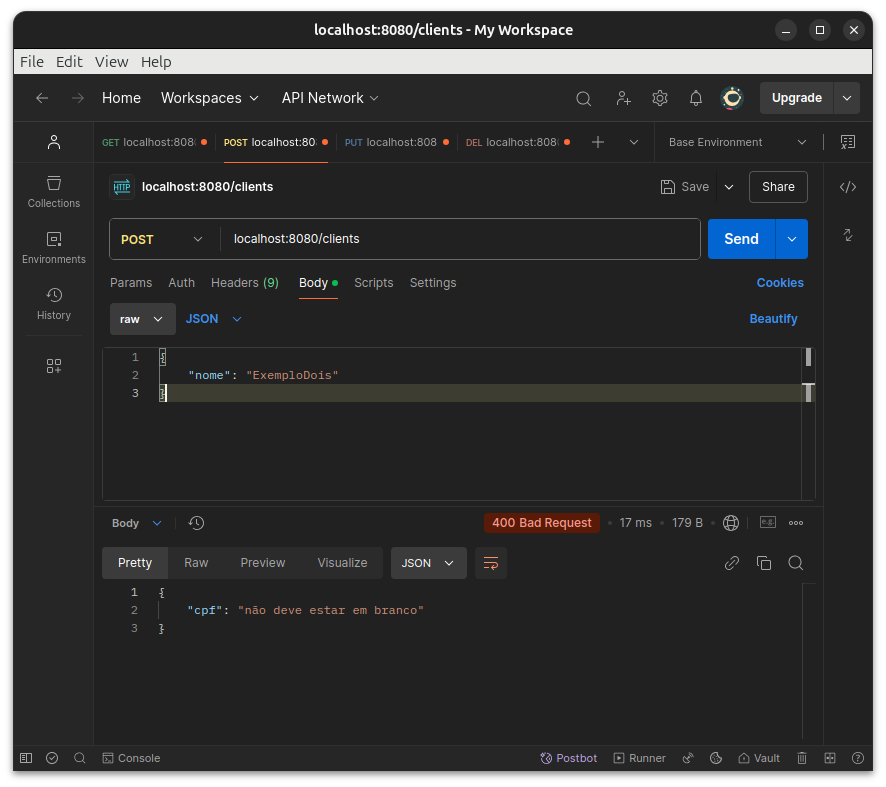 localhost:8080/clients - My Workspace
File Edit View Help
Home Workspaces API Network Upgrade
GET localhost:808 POST localhost:80 PUT localhost:808 DEL localhost:808 Base Environment
HTTP localhost:8080/clients Save Share
Collections
Environments
History
POST localhost:8080/clients Send
Params Auth Headers (9) Body Scripts Settings Cookies
raw JSON Beautify
1 {
2 "nome": "ExemploDois"
3 }
Body 400 Bad Request 17 ms 179 B e.g.
Pretty Raw Preview Visualize JSON
1 {
2 "cpf": "não deve estar em branco"
3 }
Console Postbot Runner Vault